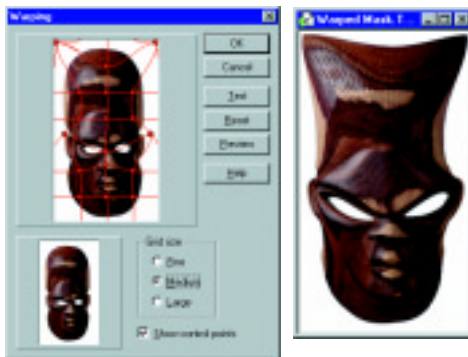 Warping
OK
Cancel
Test
Reset
Preview
Help
Grid size
Fine
Medium
Large
Show control points
Warped Mask T...